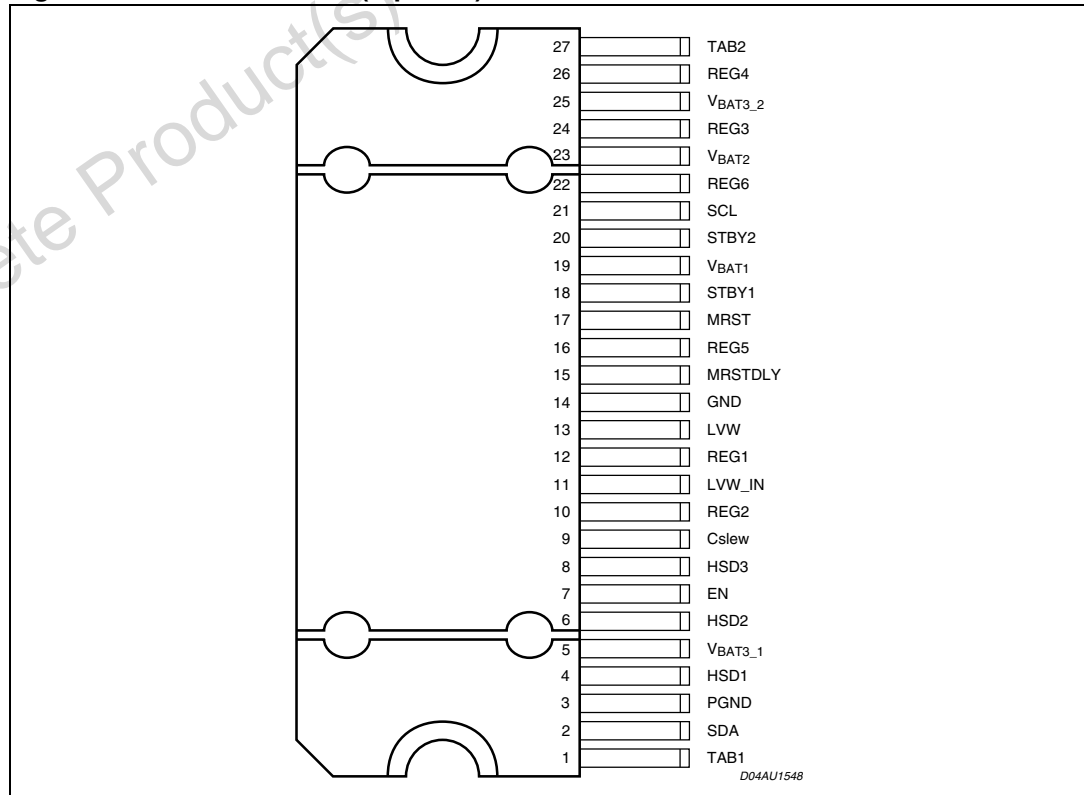 27 TAB2
26 REG4
25 VBAT3_2
24 REG3
23 VBAT2
22 REG6
21 SCL
20 STBY2
19 VBAT1
18 STBY1
17 MRST
16 REG5
15 MRSTDLY
14 GND
13 LVW
12 REG1
11 LVW_IN
10 REG2
9 Cslew
8 HSD3
7 EN
6 HSD2
5 VBAT3_1
4 HSD1
3 PGND
2 SDA
1 TAB1
D04AU1548
Product(s)